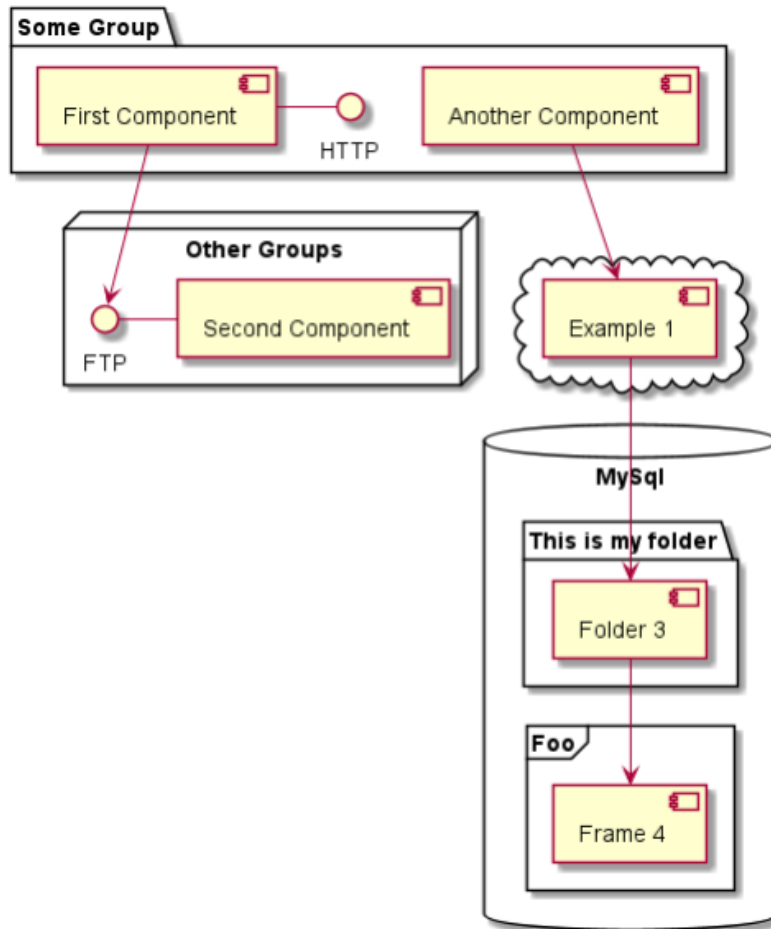 Some Group
First Component
HTTP
Another Component
Other Groups
FTP
Second Component
Example 1
MySql
This is my folder
Folder 3
Foo
Frame 4